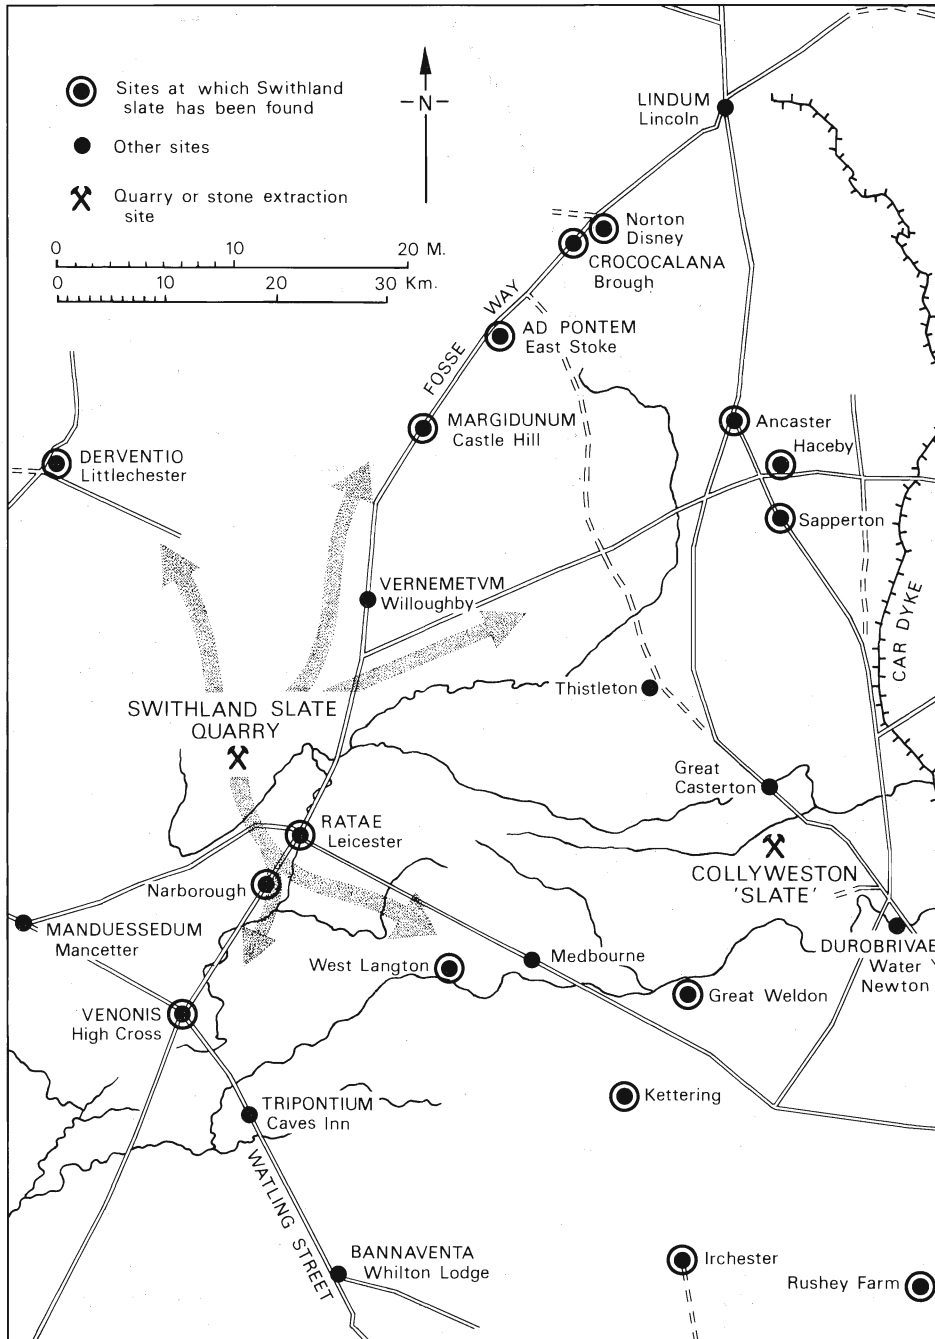 Sites at which Swithland
slate has been found
Other sites
Quarry or stone extraction
site
N
0 10 20 M.
0 10 20 30 Km.
LINDUM
Lincoln
Norton
Disney
CROCOCALANA
Brough
FOSSE WAY
AD PONTEM
East Stoke
MARGIDUNUM
Castle Hill
Ancaster
Haceby
DERVENTIO
Littlechester
Sapperton
VERNEMETVM
Willoughby
CAR DYKE
Thistleton
SWITHLAND SLATE
QUARRY
Great
Casterton
RATAE
Leicester
COLLYWESTON
'SLATE'
Narborough
MANDUESSEDUM
Mancetter
DUROBRIVAE
Water
Newton
West Langton
Medbourne
Great Weldon
VENONIS
High Cross
Kettering
TRIPONTIUM
Caves Inn
WATLING STREET
BANNAVENTA
Whilton Lodge
Irchester
Rushey Farm